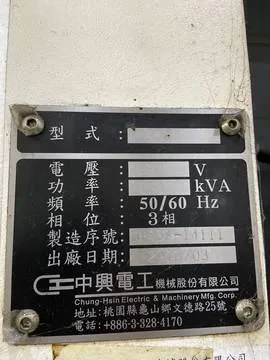 型式:
電壓: V
功率: kVA
頻率: 50/60 Hz
相位: 3相
製造序號:
出廠日期:
中興電工機械股份有限公司
Chung-Hsin Electric & Machinery Mfg. Corp.
地址:桃園縣龜山鄉文德路25號
電話:+886-3-328-4170